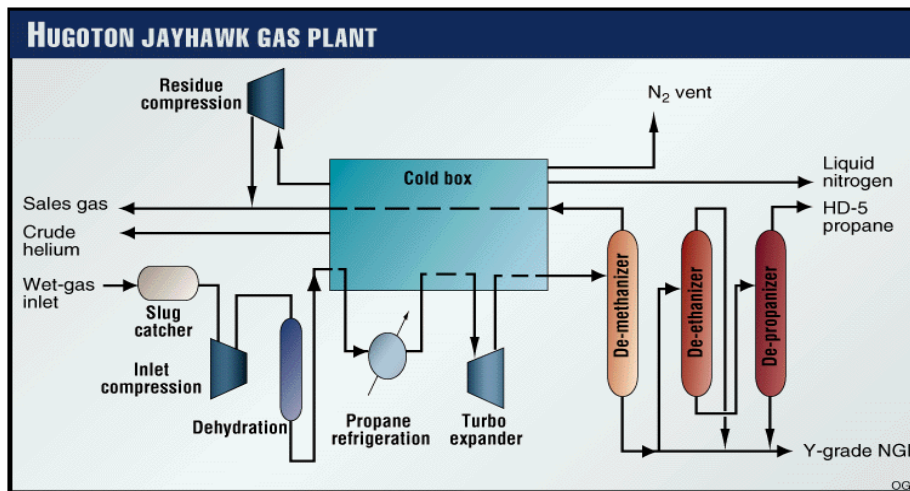 HUGOTON JAYHAWK GAS PLANT
Residue
compression
N₂ vent
Cold box
Liquid
nitrogen
Sales gas
HD-5
propane
Crude
helium
Wet-gas
inlet
Slug
catcher
Inlet
compression
Dehydration
Propane
refrigeration
Turbo
expander
De-methanizer
De-ethanizer
De-propanizer
Y-grade NGL
OG